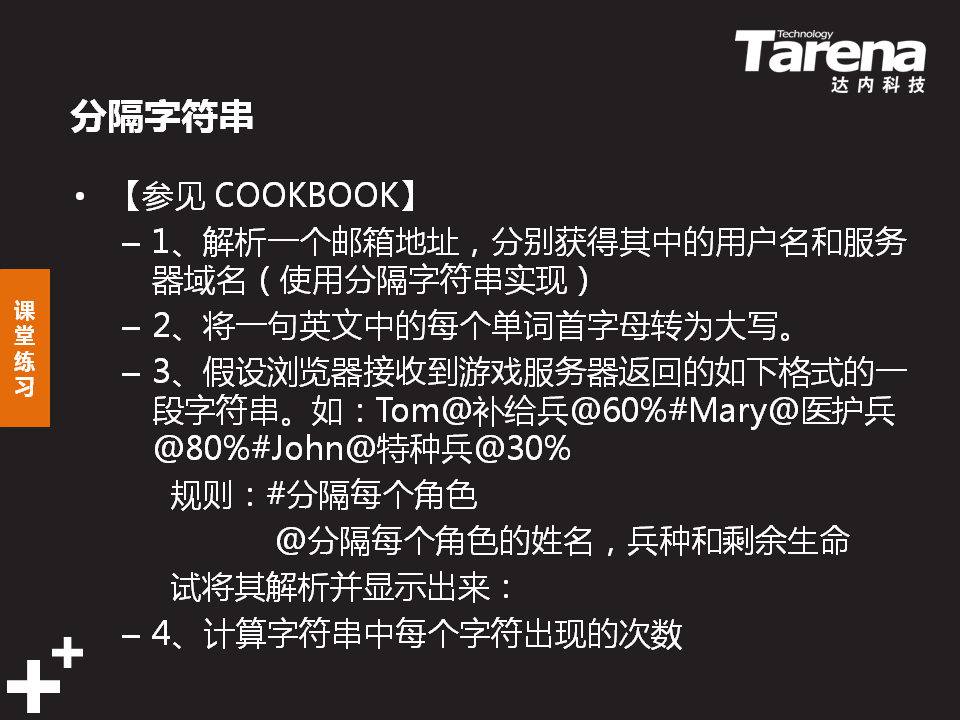 Technology
Tarena
达内科技
分隔字符串
• 【参见 COOKBOOK】
– 1、解析一个邮箱地址，分别获得其中的用户名和服务
器域名（使用分隔字符串实现）
– 2、将一句英文中的每个单词首字母转为大写。
– 3、假设浏览器接收到游戏服务器返回的如下格式的一
段字符串。如：Tom@补给兵@60%#Mary@医护兵
@80%#John@特种兵@30%
规则：#分隔每个角色
@分隔每个角色的姓名，兵种和剩余生命
试将其解析并显示出来：
– 4、计算字符串中每个字符出现的次数
课
堂
练
习